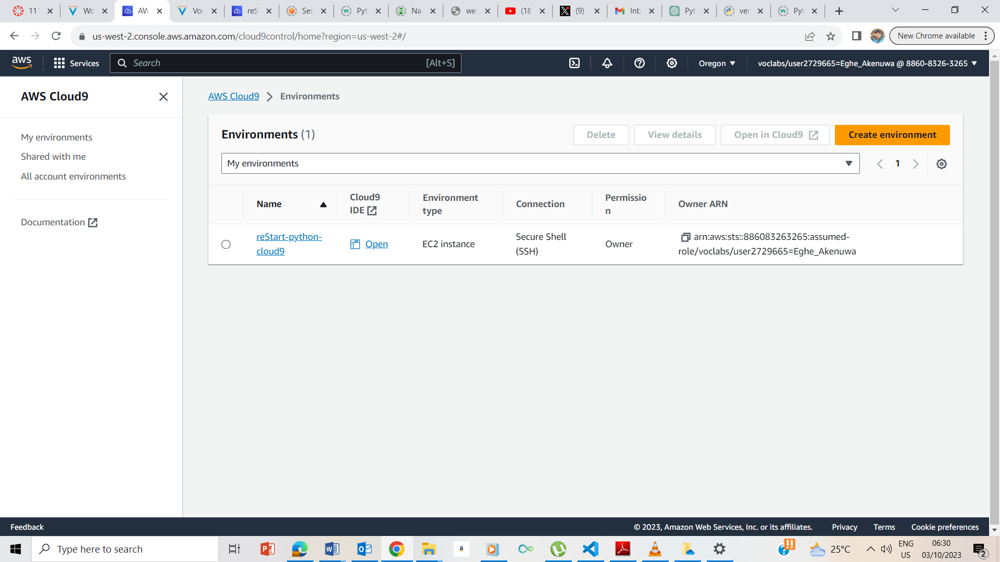 111
Wo
AW
Voc
reS
Ses
Pyt
Nai
wel
(18
(9)
Inb
Pyt
ver
Pyt
us-west-2.console.aws.amazon.com/cloud9control/home?region=us-west-2#/
New Chrome available
aws
Services
Search
[Alt+S]
Oregon
voclabs/user2729665=Eghe_Akenuwa @ 8860-8326-3265
AWS Cloud9
My environments
Shared with me
All account environments
Documentation
AWS Cloud9
Environments
Environments (1)
Delete
View details
Open in Cloud9
Create environment
My environments
1
Name
Cloud9
IDE
Environment
type
Connection
Permissio
n
Owner ARN
reStart-python-
cloud9
Open
EC2 instance
Secure Shell
(SSH)
Owner
arn:aws:sts::886083263265:assumed-
role/voclabs/user2729665=Eghe_Akenuwa
Feedback
© 2023, Amazon Web Services, Inc. or its affiliates.
Privacy
Terms
Cookie preferences
Type here to search
a
25°C
ENG
US
06:30
03/10/2023
2